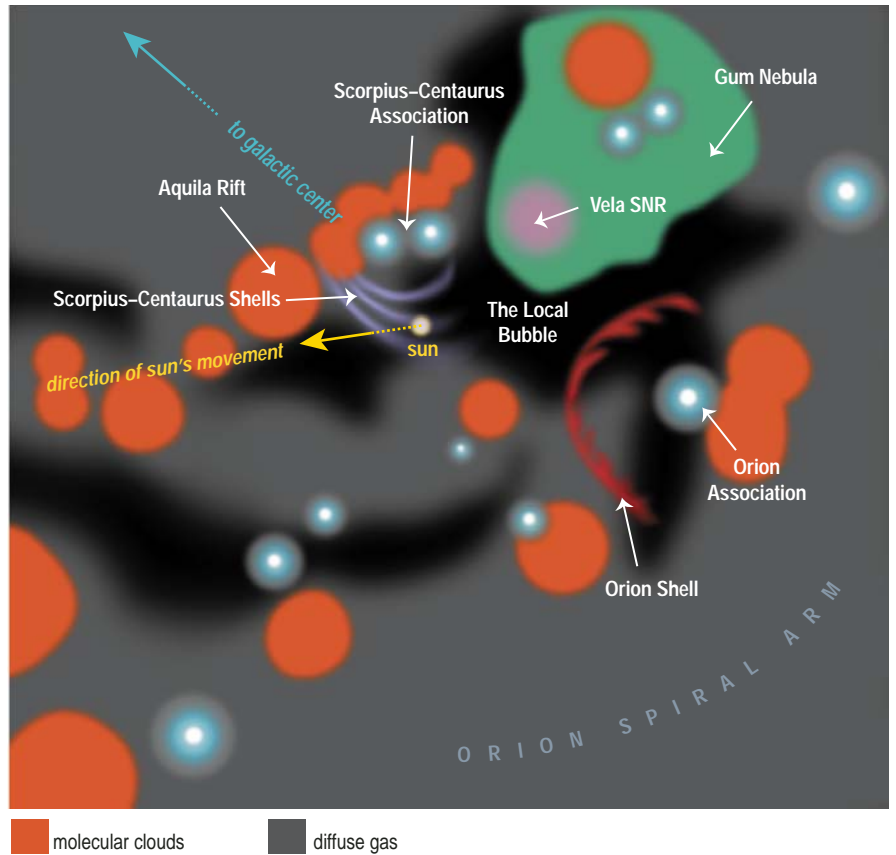 Gum Nebula
Scorpius–Centaurus
Association
to galactic center
Aquila Rift
Vela SNR
Scorpius–Centaurus Shells
The Local
Bubble
sun
direction of sun's movement
Orion
Association
Orion Shell
ORION SPIRAL ARM
molecular clouds
diffuse gas